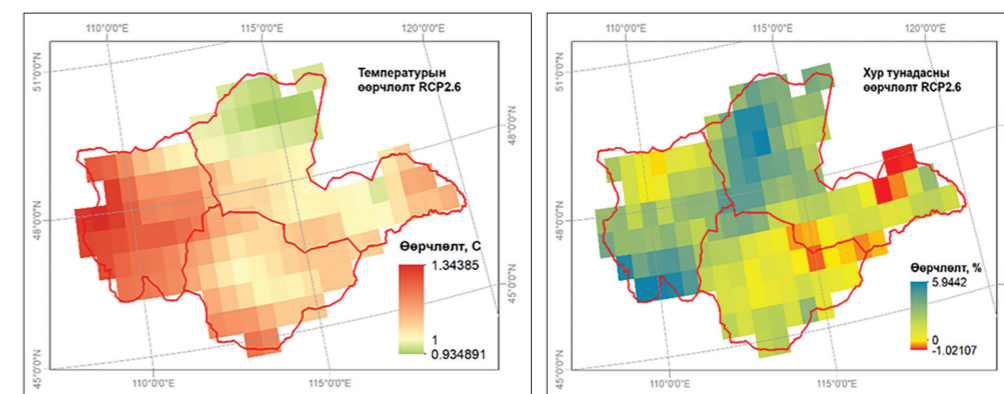 110°0'0"E
115°0'0"E
120°0'0"E
51°0'0"N
48°0'0"N
45°0'0"N
48°0'0"N
45°0'0"N
110°0'0"E
115°0'0"E
Температурын
өөрчлөлт RCP2.6
Өөрчлөлт, C
1.34385
1
0.934891
110°0'0"E
115°0'0"E
120°0'0"E
51°0'0"N
48°0'0"N
45°0'0"N
48°0'0"N
45°0'0"N
110°0'0"E
115°0'0"E
Хур тунадасны
өөрчлөлт RCP2.6
Өөрчлөлт, %
5.9442
0
-1.02107